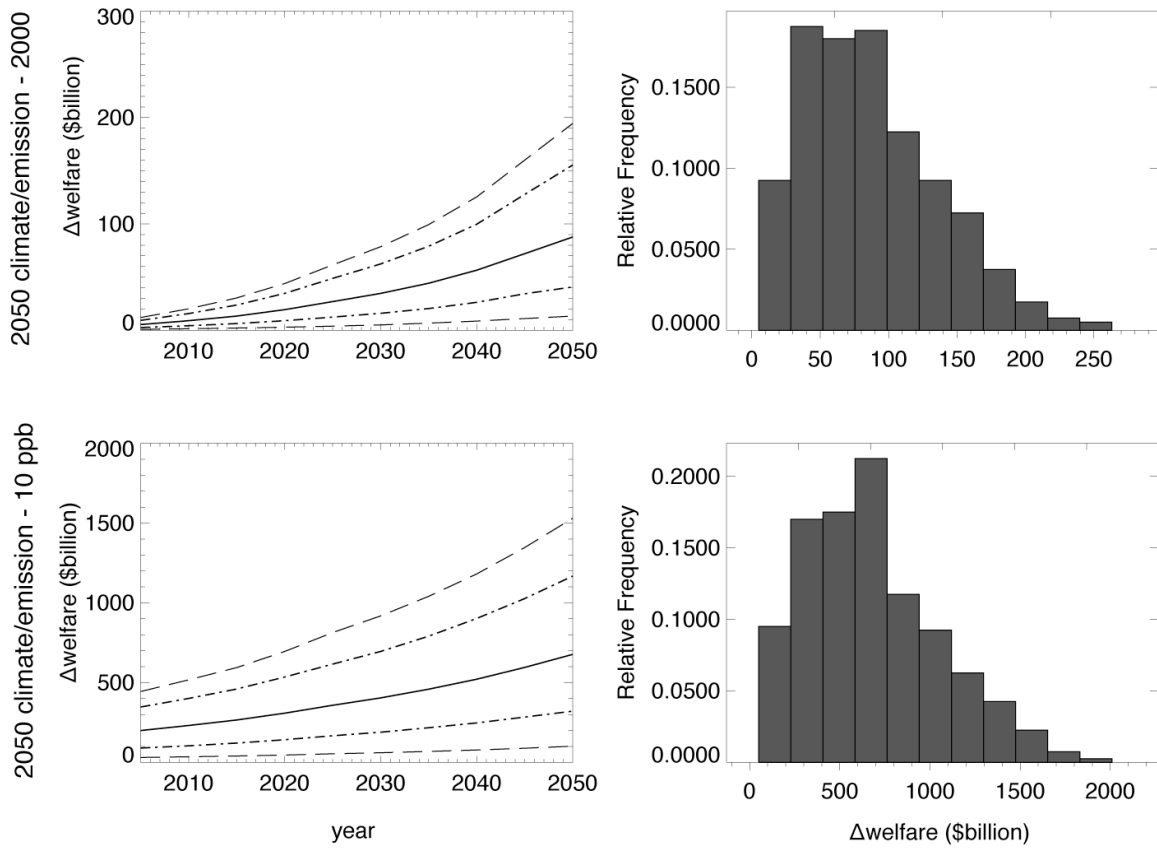 2050 climate/emission - 2000
Δwelfare ($billion)
300
200
100
0
2010 2020 2030 2040 2050
Relative Frequency
0.1500
0.1000
0.0500
0.0000
0 50 100 150 200 250
2050 climate/emission - 10 ppb
Δwelfare ($billion)
2000
1500
1000
500
0
2010 2020 2030 2040 2050
year
Relative Frequency
0.2000
0.1500
0.1000
0.0500
0.0000
0 500 1000 1500 2000
Δwelfare ($billion)